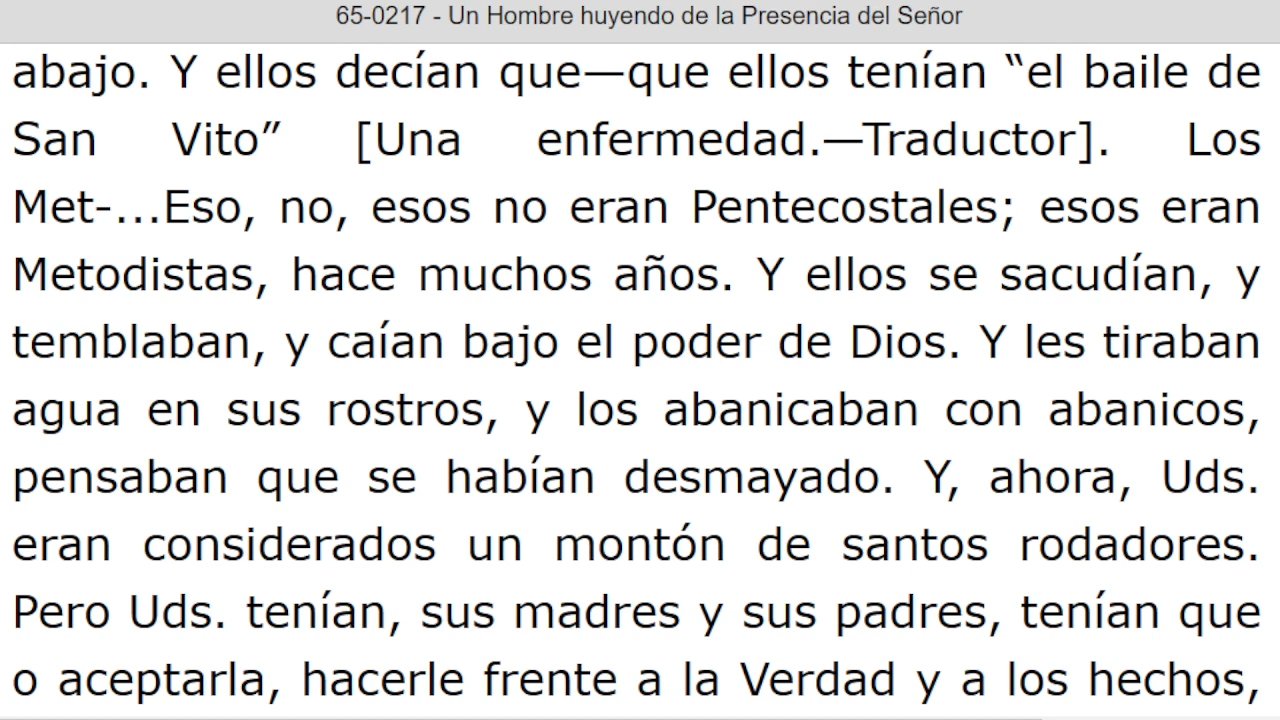 65-0217 - Un Hombre huyendo de la Presencia del Señor
abajo. Y ellos decían que—que ellos tenían “el baile de
San Vito” [Una enfermedad.—Traductor]. Los
Met-...Eso, no, esos no eran Pentecostales; esos eran
Metodistas, hace muchos años. Y ellos se sacudían, y
temblaban, y caían bajo el poder de Dios. Y les tiraban
agua en sus rostros, y los abanicaban con abanicos,
pensaban que se habían desmayado. Y, ahora, Uds.
eran considerados un montón de santos rodadores.
Pero Uds. tenían, sus madres y sus padres, tenían que
o aceptarla, hacerle frente a la Verdad y a los hechos,